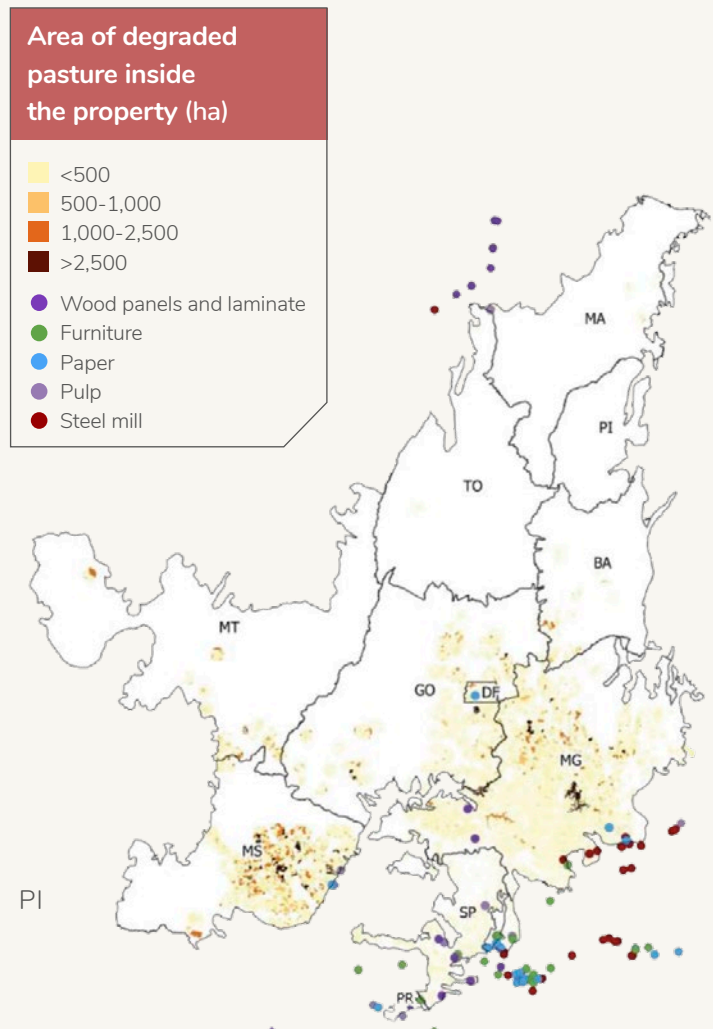 Area of degraded
pasture inside
the property (ha)
<500
500-1,000
1,000-2,500
>2,500
Wood panels and laminate
Furniture
Paper
Pulp
Steel mill
MA
PI
TO
BA
MT
GO
DF
MG
MS
PI
SP
PR